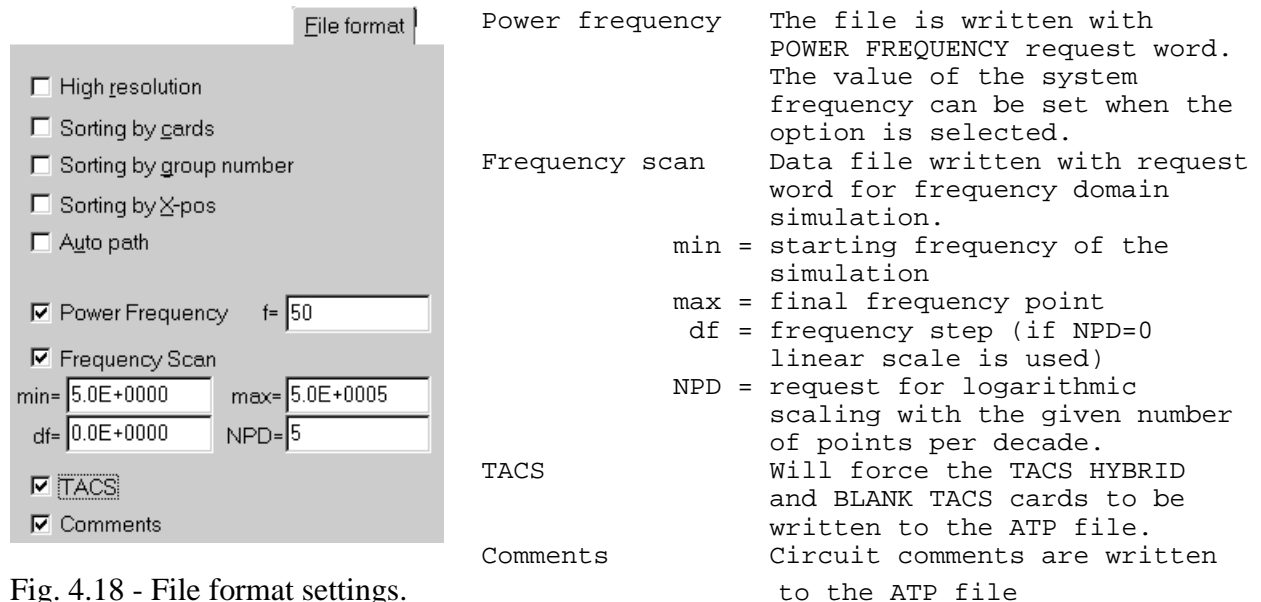 File format
High resolution
Sorting by cards
Sorting by group number
Sorting by X-pos
Auto path
Power Frequency f= 50
Frequency Scan
min= 5.0E+0000 max= 5.0E+0005
df= 0.0E+0000 NPD= 5
TACS
Comments
Fig. 4.18 - File format settings.
Power frequency The file is written with
POWER FREQUENCY request word.
The value of the system
frequency can be set when the
option is selected.
Frequency scan Data file written with request
word for frequency domain
simulation.
min = starting frequency of the
simulation
max = final frequency point
df = frequency step (if NPD=0
linear scale is used)
NPD = request for logarithmic
scaling with the given number
of points per decade.
TACS Will force the TACS HYBRID
and BLANK TACS cards to be
written to the ATP file.
Comments Circuit comments are written
to the ATP file